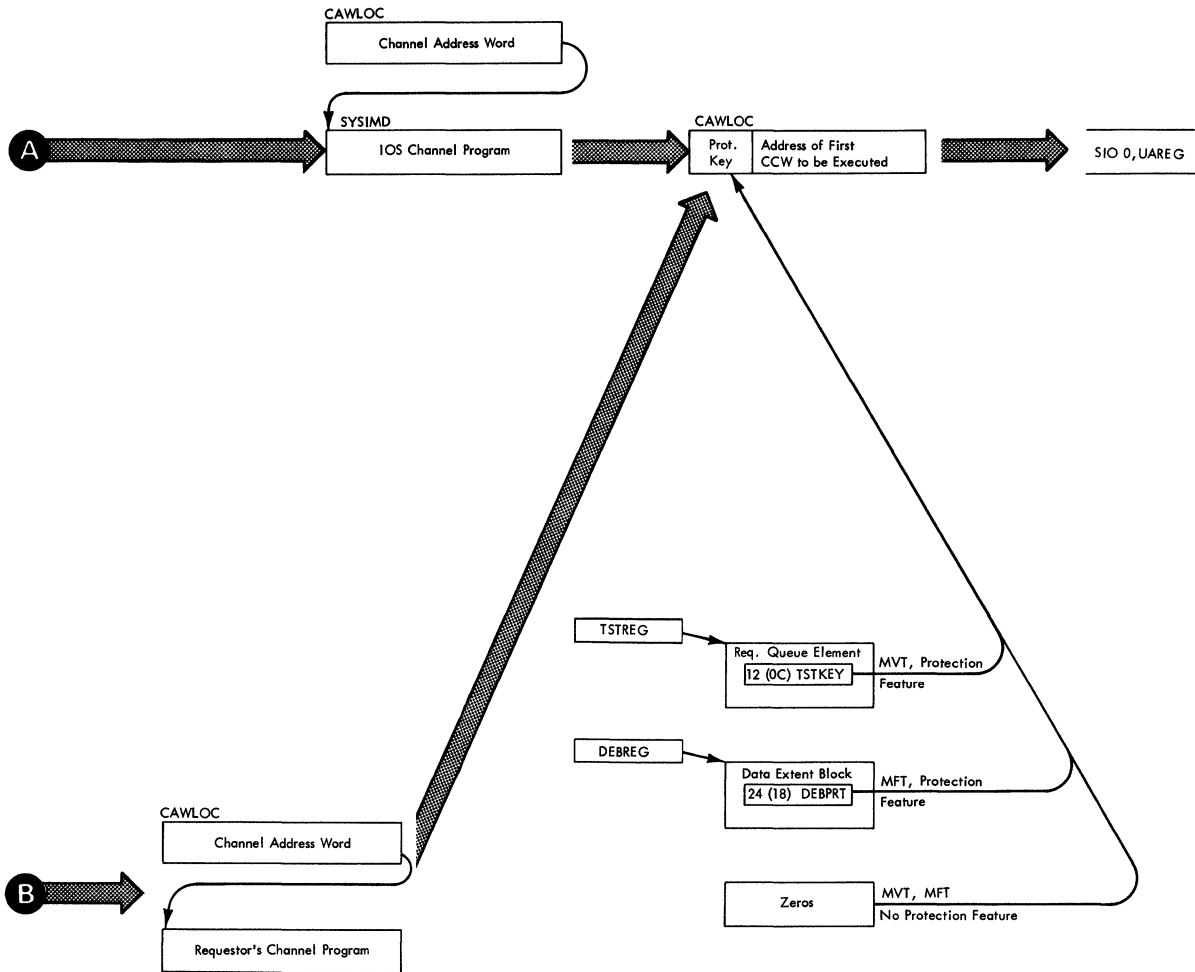 CAWLOC
Channel Address Word
SYSIMD
IOS Channel Program
A
CAWLOC
Prot.
Key
Address of First
CCW to be Executed
SIO 0,UAREG
TSTREG
Req. Queue Element
12 (0C) TSTKEY
MVT, Protection
Feature
DEBREG
Data Extent Block
24 (18) DEBPRT
MFT, Protection
Feature
CAWLOC
Channel Address Word
B
Requestor's Channel Program
Zeros
MVT, MFT
No Protection Feature